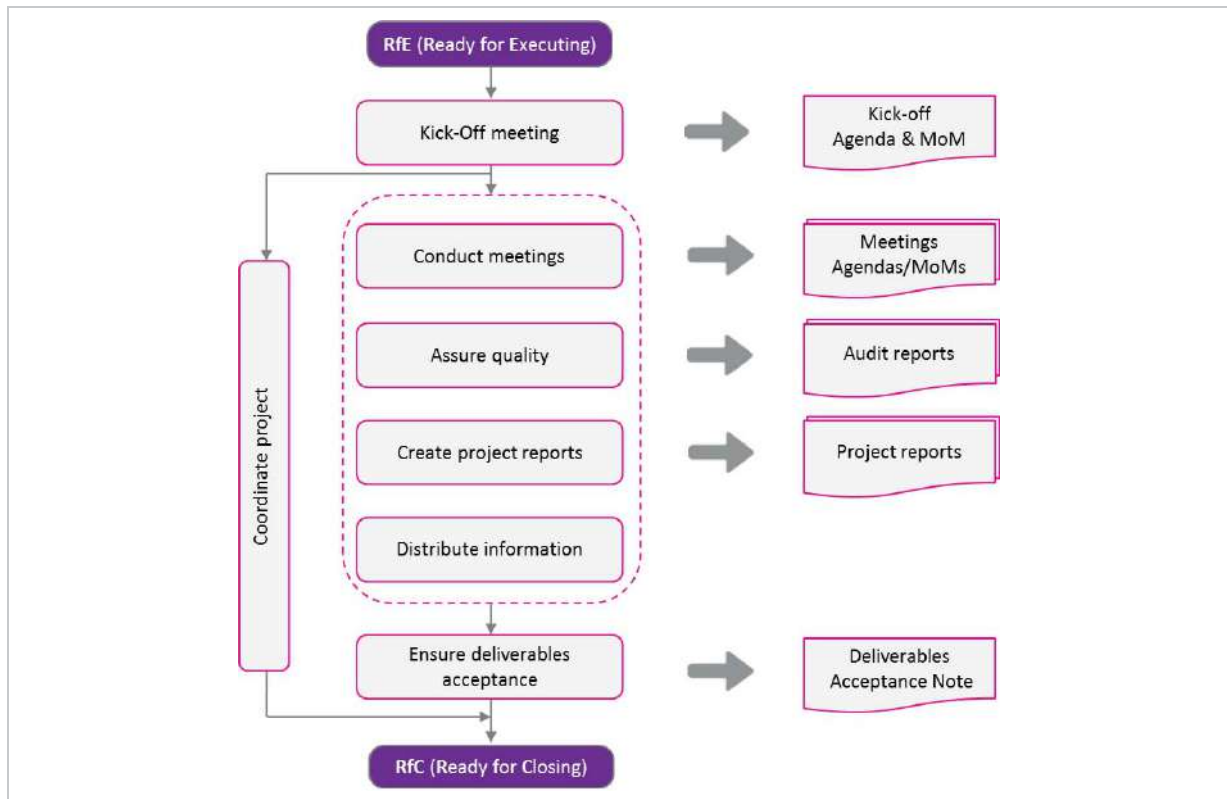 RfE (Ready for Executing)
Kick-Off meeting
Kick-off
Agenda & MoM
Conduct meetings
Meetings
Agendas/MoMs
Assure quality
Audit reports
Coordinate project
Create project reports
Project reports
Distribute information
Ensure deliverables
acceptance
Deliverables
Acceptance Note
RfC (Ready for Closing)